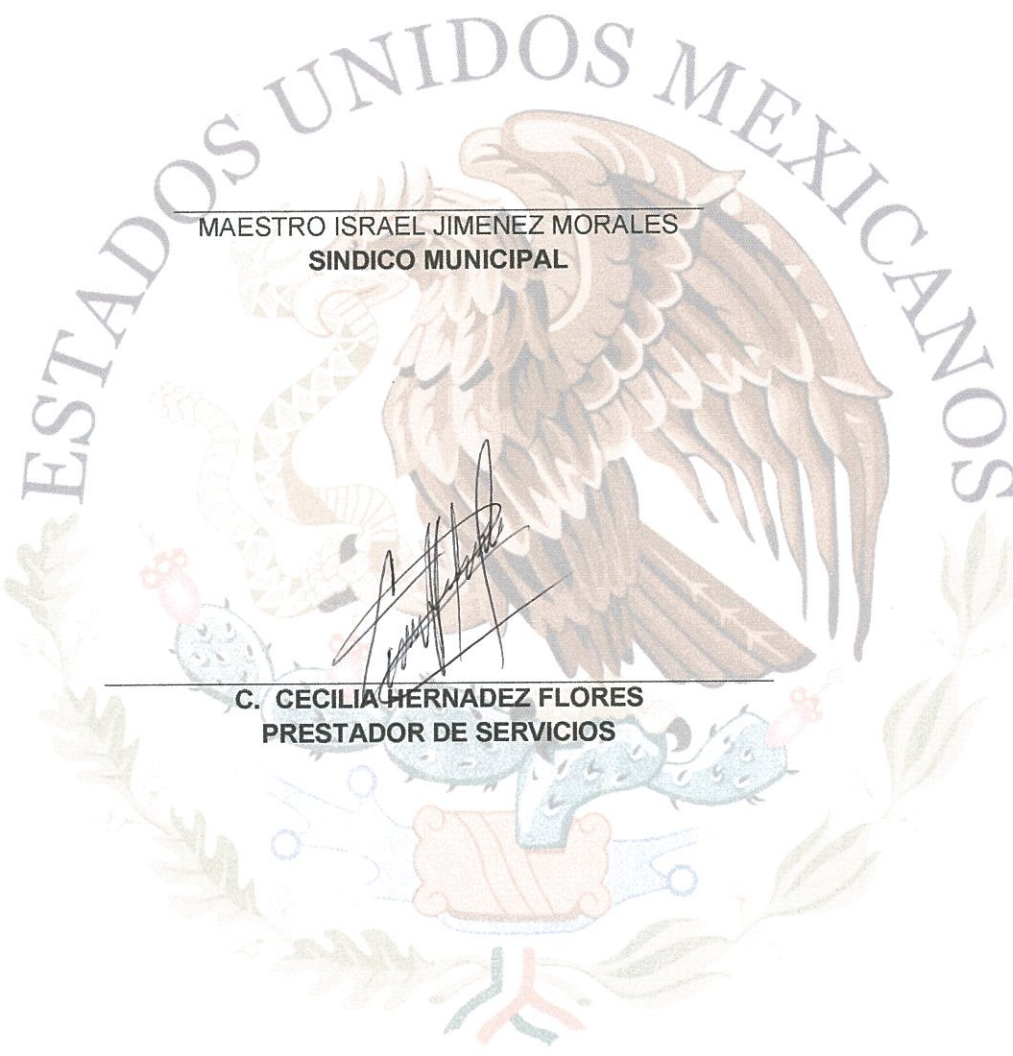 ESTADOS UNIDOS MEXICANOS
MAESTRO ISRAEL JIMENEZ MORALES
SINDICO MUNICIPAL
C. CECILIA HERNADEZ FLORES
PRESTADOR DE SERVICIOS